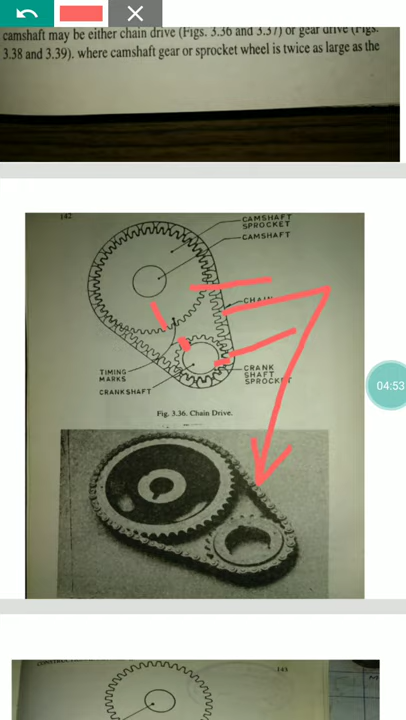 camshaft may be either chain drive (Figs. 3.36 and 3.37) or gear drive (Figs.
3.38 and 3.39). where camshaft gear or sprocket wheel is twice as large as the
142
CAMSHAFT
SPROCKET
CAMSHAFT
CHAIN
TIMING
MARKS
CRANK
SHAFT
SPROCKET
CRANKSHAFT
Fig. 3.36. Chain Drive.
04:53
143